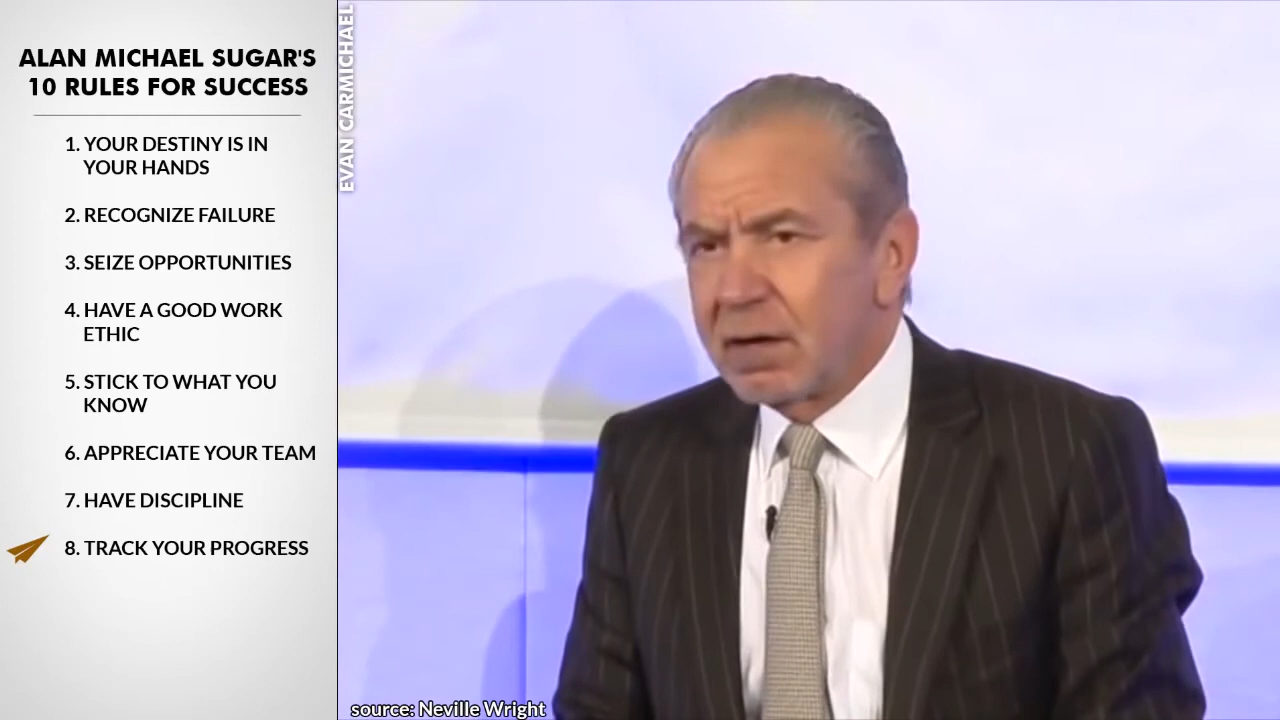 ALAN MICHAEL SUGAR'S
10 RULES FOR SUCCESS
1. YOUR DESTINY IS IN
YOUR HANDS
2. RECOGNIZE FAILURE
3. SEIZE OPPORTUNITIES
4. HAVE A GOOD WORK
ETHIC
5. STICK TO WHAT YOU
KNOW
6. APPRECIATE YOUR TEAM
7. HAVE DISCIPLINE
8. TRACK YOUR PROGRESS
EVAN CARMICHAEL
source: Neville Wright